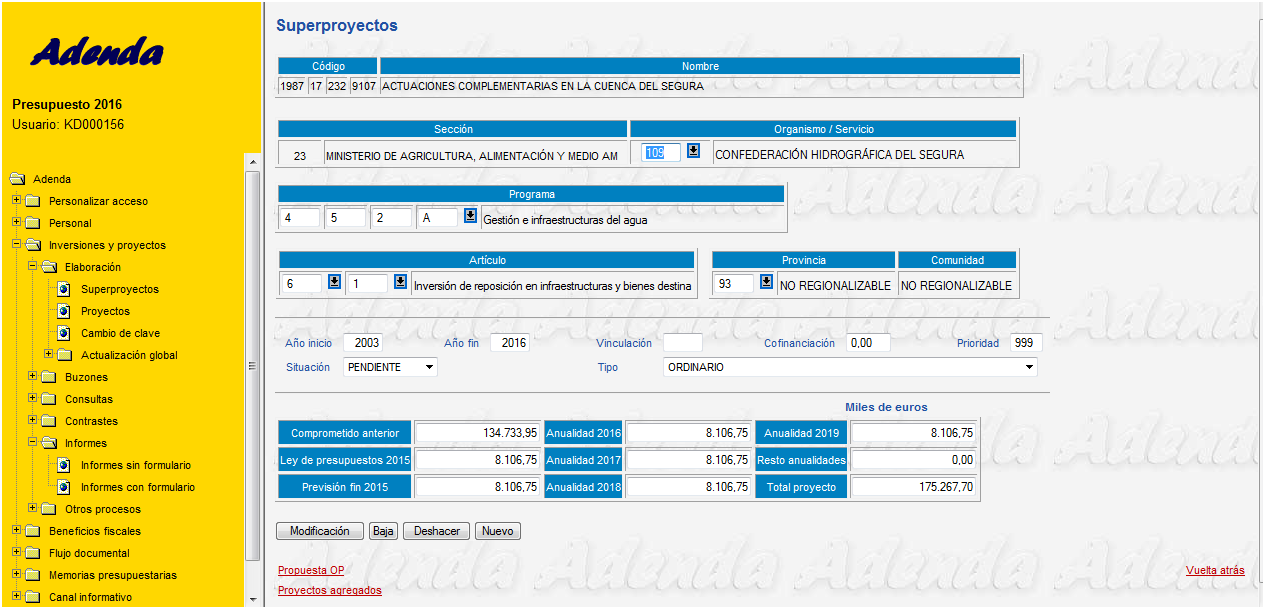 Adenda
Presupuesto 2016
Usuario: KD000156
Adenda
Personalizar acceso
Personal
Inversiones y proyectos
Elaboración
Superproyectos
Proyectos
Cambio de clave
Actualización global
Buzones
Consultas
Contrastes
Informes
Informes sin formulario
Informes con formulario
Otros procesos
Beneficios fiscales
Flujo documental
Memorias presupuestarias
Canal informativo
Superproyectos
Código Nombre
1987 17 232 9107 ACTUACIONES COMPLEMENTARIAS EN LA CUENCA DEL SEGURA
Sección Organismo / Servicio
23 MINISTERIO DE AGRICULTURA, ALIMENTACIÓN Y MEDIO AM 109 CONFEDERACIÓN HIDROGRÁFICA DEL SEGURA
Programa
4 5 2 A Gestión e infraestructuras del agua
Artículo Provincia Comunidad
6 1 Inversión de reposición en infraestructuras y bienes destina 93 NO REGIONALIZABLE NO REGIONALIZABLE
Año inicio 2003 Año fin 2016 Vinculación Cofinanciación 0,00 Prioridad 999
Situación PENDIENTE Tipo ORDINARIO
Miles de euros
Comprometido anterior 134.733,95 Anualidad 2016 8.106,75 Anualidad 2019 8.106,75
Ley de presupuestos 2015 8.106,75 Anualidad 2017 8.106,75 Resto anualidades 0,00
Previsión fin 2015 8.106,75 Anualidad 2018 8.106,75 Total proyecto 175.267,70
Modificación Baja Deshacer Nuevo
Propuesta OP Vuelta atrás
Proyectos agregados